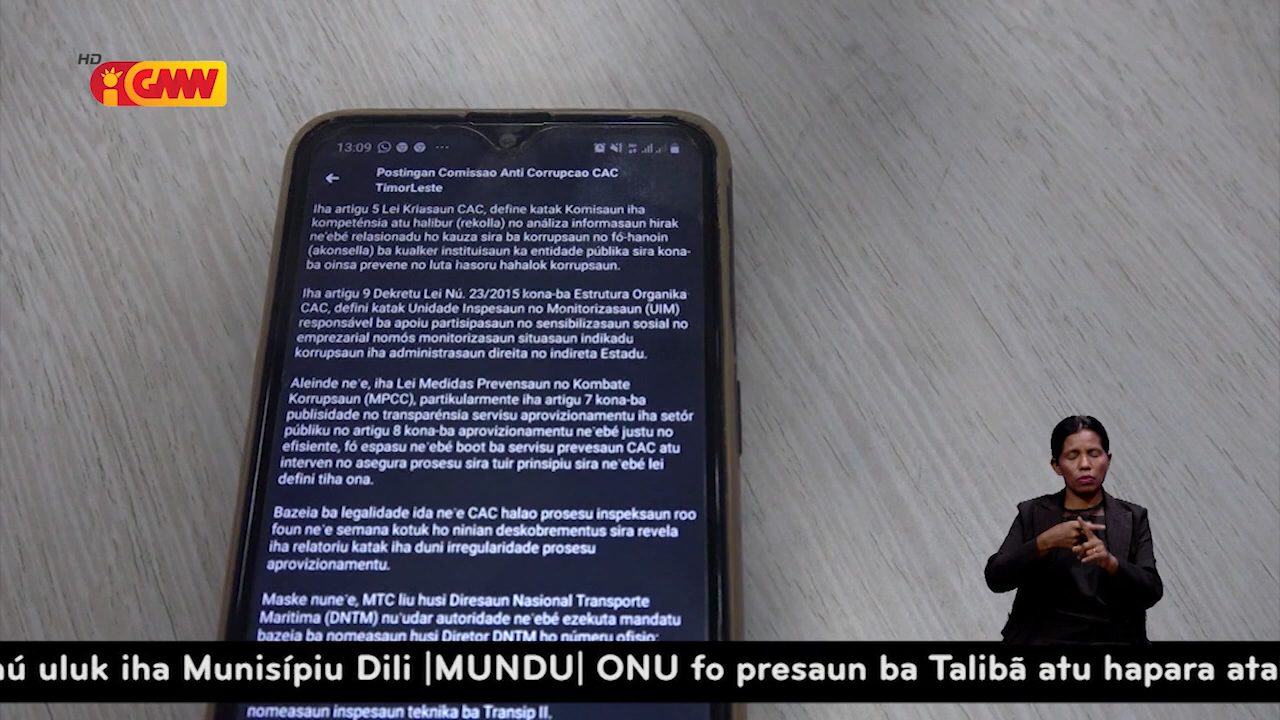 HD
GMN
13:09
Postingan Comissao Anti Corrupcao CAC
TimorLeste
Iha artigu 5 Lei Kriasaun CAC, define katak Komisaun iha
kompeténsia atu halibur (rekolla) no análiza informasaun hirak
ne'ebé relasionadu ho kauza sira ba korrupsaun no fó-hanoin
(akonsella) ba kualker instituisaun ka entidade públika sira kona-
ba oinsa prevene no luta hasoru hahalok korrupsaun.
Iha artigu 9 Dekretu Lei Nú. 23/2015 kona-ba Estrutura Organika
CAC, defini katak Unidade Inspesaun no Monitorizasaun (UIM)
responsável ba apoiu partisipasaun no sensibilizasaun sosial no
emprezarial nomós monitorizasaun situasaun indikadu
korrupsaun iha administrasaun direita no indireta Estadu.
Aleinde ne'e, iha Lei Medidas Prevensaun no Kombate
Korrupsaun (MPCC), partikularmente iha artigu 7 kona-ba
publisidade no transparénsia servisu aprovizionamentu iha setór
públiku no artigu 8 kona-ba aprovizionamentu ne'ebé justu no
efisiente, fó espasu ne'ebé boot ba servisu prevesaun CAC atu
interven no asegura prosesu sira tuir prinsipiu sira ne'ebé lei
defini tiha ona.
Bazeia ba legalidade ida ne'e CAC halao prosesu inspeksaun roo
foun ne'e semana kotuk ho ninian deskobrementus sira revela
iha relatoriu katak iha duni irregularidade prosesu
aprovizionamentu.
Maske nune'e, MTC liu husi Diresaun Nasional Transporte
Maritima (DNTM) nu'udar autoridade ne'ebé ezekuta mandatu
bazeia ba nomeasaun husi Diretor DNTM ho númeru ofisio:
uluk iha Munisípiu Dili |MUNDU| ONU fo presaun ba Talibã atu hapara
nomeasaun inspesaun teknika ba Transip II.